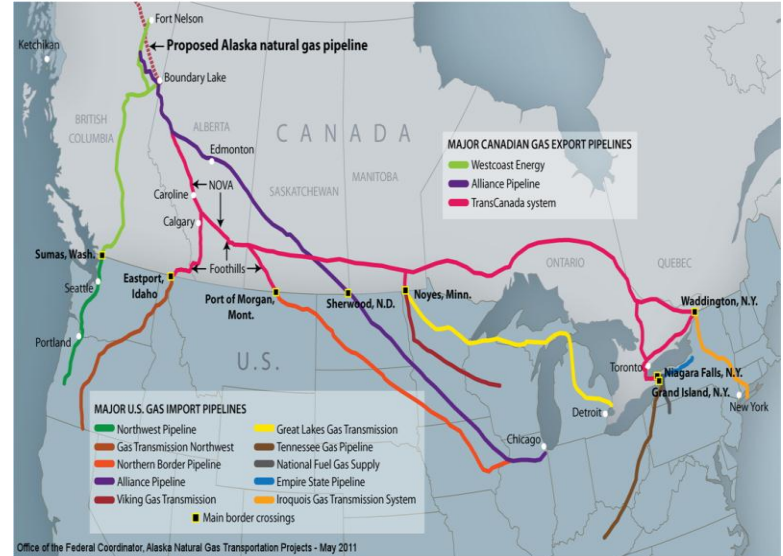 Fort Nelson
Ketchikan
Proposed Alaska natural gas pipeline
Boundary Lake
BRITISH
COLUMBIA
ALBERTA
CANADA
Edmonton
SASKATCHEWAN
MANITOBA
NOVA
Caroline
Calgary
MAJOR CANADIAN GAS EXPORT PIPELINES
Westcoast Energy
Alliance Pipeline
TransCanada system
ONTARIO
QUEBEC
Sumas, Wash.
Seattle
Eastport,
Idaho
Foothills
Port of Morgan,
Mont.
Sherwood, N.D.
Noyes, Minn.
Waddington, N.Y.
Portland
U.S.
Toronto
Niagara Falls, N.Y.
Grand Island, N.Y.
New York
Detroit
Chicago
MAJOR U.S. GAS IMPORT PIPELINES
Northwest Pipeline
Gas Transmission Northwest
Northern Border Pipeline
Alliance Pipeline
Viking Gas Transmission
Great Lakes Gas Transmission
Tennessee Gas Pipeline
National Fuel Gas Supply
Empire State Pipeline
Iroquois Gas Transmission System
Main border crossings
Office of the Federal Coordinator, Alaska Natural Gas Transportation Projects - May 2011